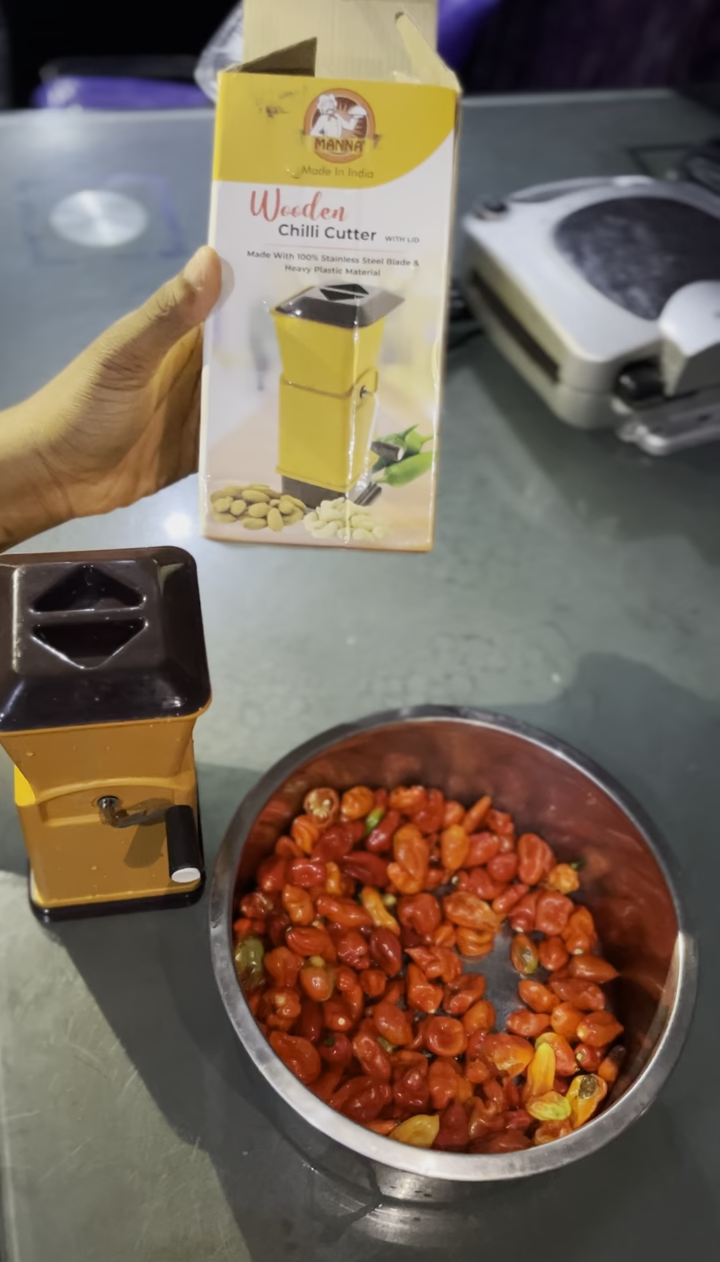 MANNA
Made In India
Wooden
Chilli Cutter WITH LID
Made With 100% Stainless Steel Blade &
Heavy Plastic Material